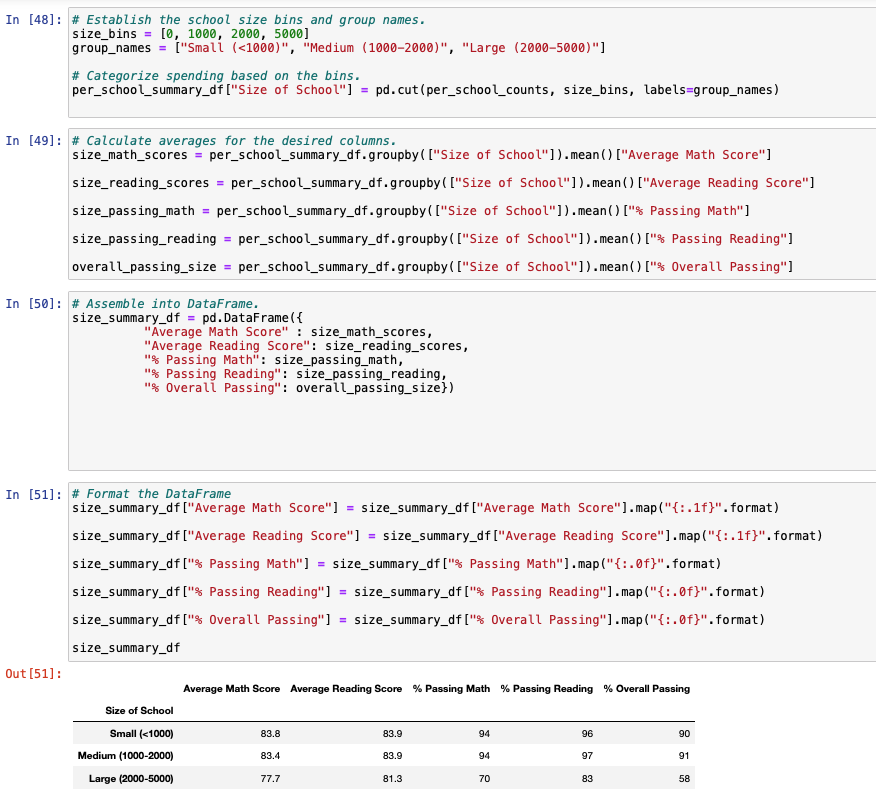 In [48]: # Establish the school size bins and group names.
size_bins = [0, 1000, 2000, 5000]
group_names = ["Small (<1000)", "Medium (1000-2000)", "Large (2000-5000)"]
# Categorize spending based on the bins.
per_school_summary_df["Size of School"] = pd.cut(per_school_counts, size_bins, labels=group_names)
In [49]: # Calculate averages for the desired columns.
size_math_scores = per_school_summary_df.groupby(["Size of School"]).mean()["Average Math Score"]
size_reading_scores = per_school_summary_df.groupby(["Size of School"]).mean()["Average Reading Score"]
size_passing_math = per_school_summary_df.groupby(["Size of School"]).mean()["% Passing Math"]
size_passing_reading = per_school_summary_df.groupby(["Size of School"]).mean()["% Passing Reading"]
overall_passing_size = per_school_summary_df.groupby(["Size of School"]).mean()["% Overall Passing"]
In [50]: # Assemble into DataFrame.
size_summary_df = pd.DataFrame({
"Average Math Score" : size_math_scores,
"Average Reading Score": size_reading_scores,
"% Passing Math": size_passing_math,
"% Passing Reading": size_passing_reading,
"% Overall Passing": overall_passing_size})
In [51]: # Format the DataFrame
size_summary_df["Average Math Score"] = size_summary_df["Average Math Score"].map("{:.1f}".format)
size_summary_df["Average Reading Score"] = size_summary_df["Average Reading Score"].map("{:.1f}".format)
size_summary_df["% Passing Math"] = size_summary_df["% Passing Math"].map("{:.0f}".format)
size_summary_df["% Passing Reading"] = size_summary_df["% Passing Reading"].map("{:.0f}".format)
size_summary_df["% Overall Passing"] = size_summary_df["% Overall Passing"].map("{:.0f}".format)
size_summary_df
Out[51]:
Average Math Score Average Reading Score % Passing Math % Passing Reading % Overall Passing
Size of School
Small (<1000) 83.8 83.9 94 96 90
Medium (1000-2000) 83.4 83.9 94 97 91
Large (2000-5000) 77.7 81.3 70 83 58